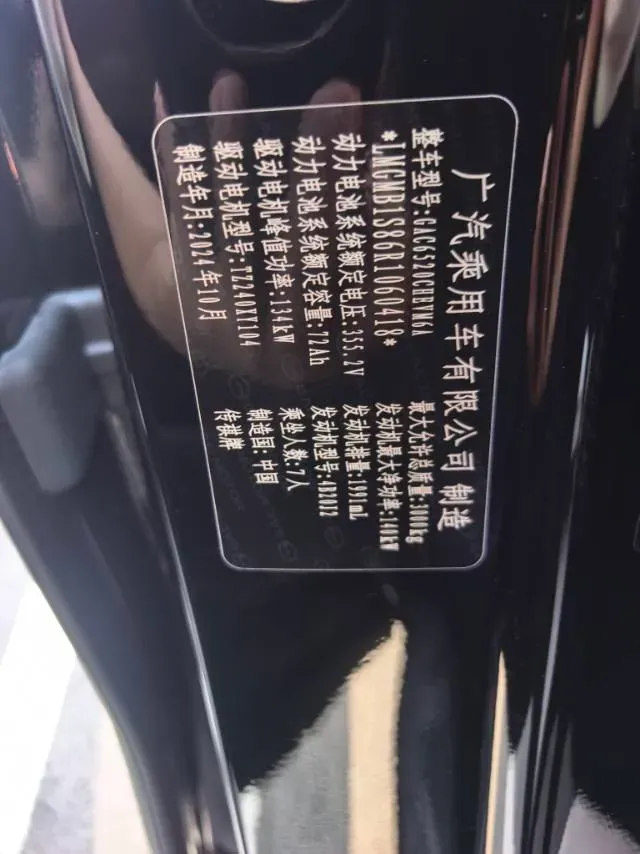 广汽乘用车有限公司 制造
整车型号:GAC6520CHEVM6A
*LMGMB1S86R1060418*
动力电池系统额定电压:355.2V
动力电池系统额定容量:72Ah
驱动电机峰值功率:134kW
驱动电机型号:TZ240XY104
制造年月:2024年10月
最大允许总质量:3100kg
发动机最大净功率:140kW
发动机排量:1991mL
发动机型号:4B20J2
乘坐人数:7人
制造国:中国
传祺牌